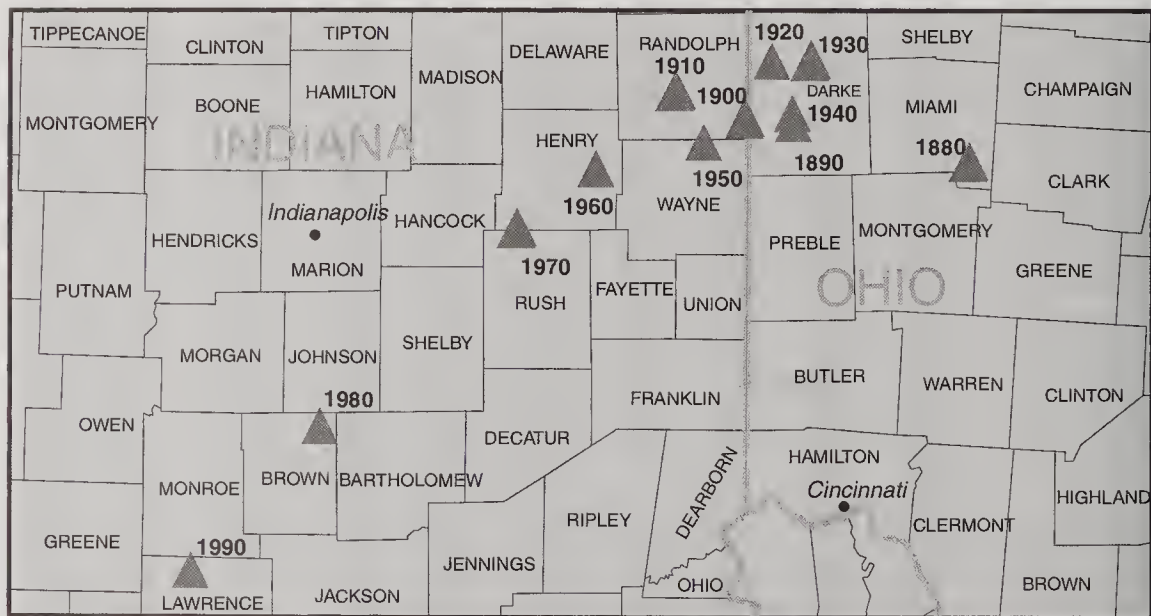 TIPPECANOE
CLINTON
TIPTON
DELAWARE
RANDOLPH
1920
1930
SHELBY
MADISON
1910
CHAMPAIGN
BOONE
HAMILTON
DARKE
1900
1940
MIAMI
MONTGOMERY
INDIANA
HENRY
1890
1880
1950
CLARK
1960
WAYNE
Indianapolis
HANCOCK
HENDRICKS
PREBLE
MONTGOMERY
MARION
1970
GREENE
PUTNAM
RUSH
FAYETTE
UNION
OHIO
SHELBY
MORGAN
JOHNSON
BUTLER
WARREN
CLINTON
1980
FRANKLIN
OWEN
DECATUR
BROWN
BARTHOLOMEW
DEARBORN
HAMILTON
MONROE
Cincinnati
HIGHLAND
RIPLEY
CLERMONT
GREENE
1990
JENNINGS
OHIO
BROWN
LAWRENCE
JACKSON